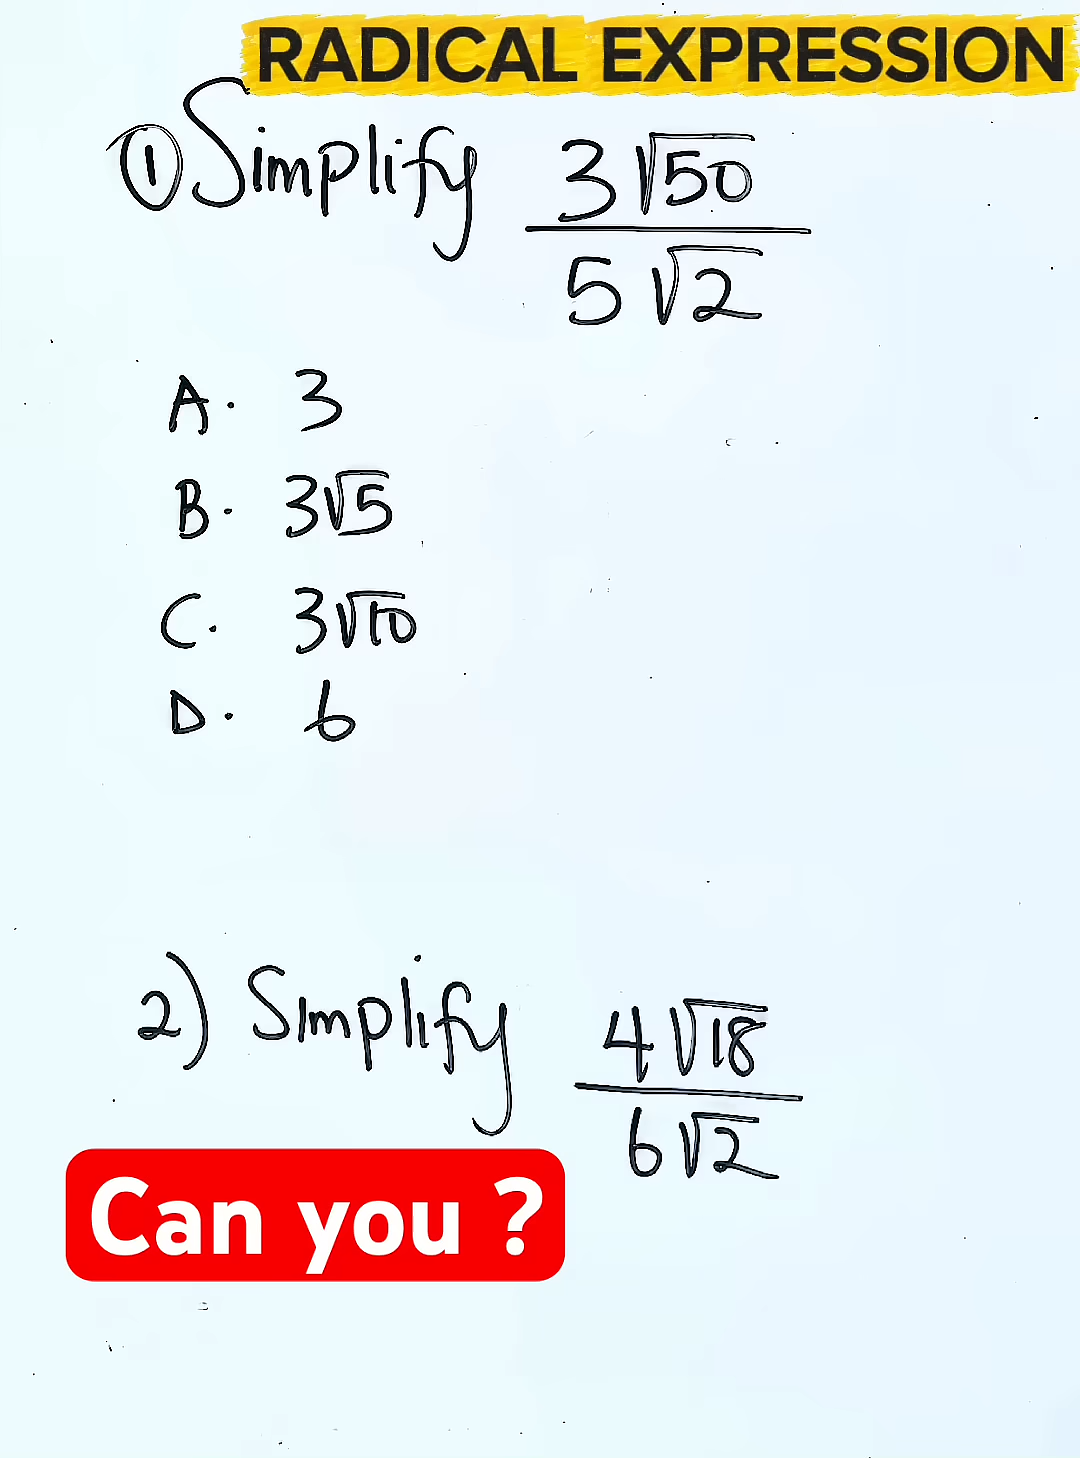 RADICAL EXPRESSION
① Simplify 3√50 / 5√2
A. 3
B. 3√5
C. 3√10
D. 6
2) Simplify 4√18 / 6√2
Can you ?